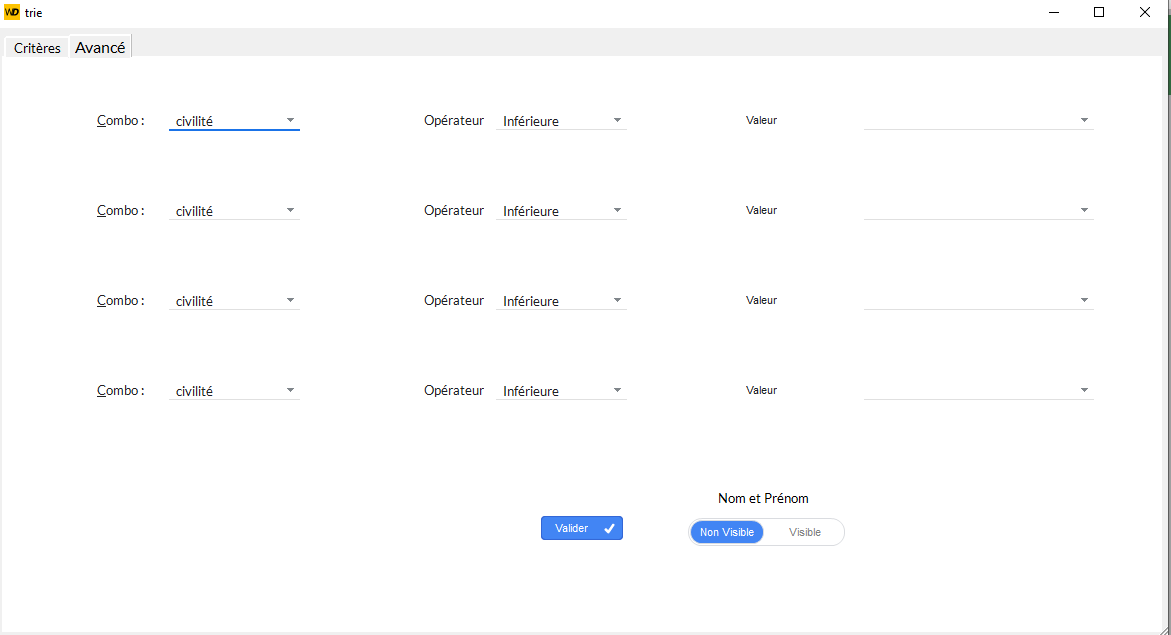 WD trie
Critères Avancé
Combo : civilité Opérateur Inférieure Valeur
Combo : civilité Opérateur Inférieure Valeur
Combo : civilité Opérateur Inférieure Valeur
Combo : civilité Opérateur Inférieure Valeur
Nom et Prénom
Valider Non Visible Visible